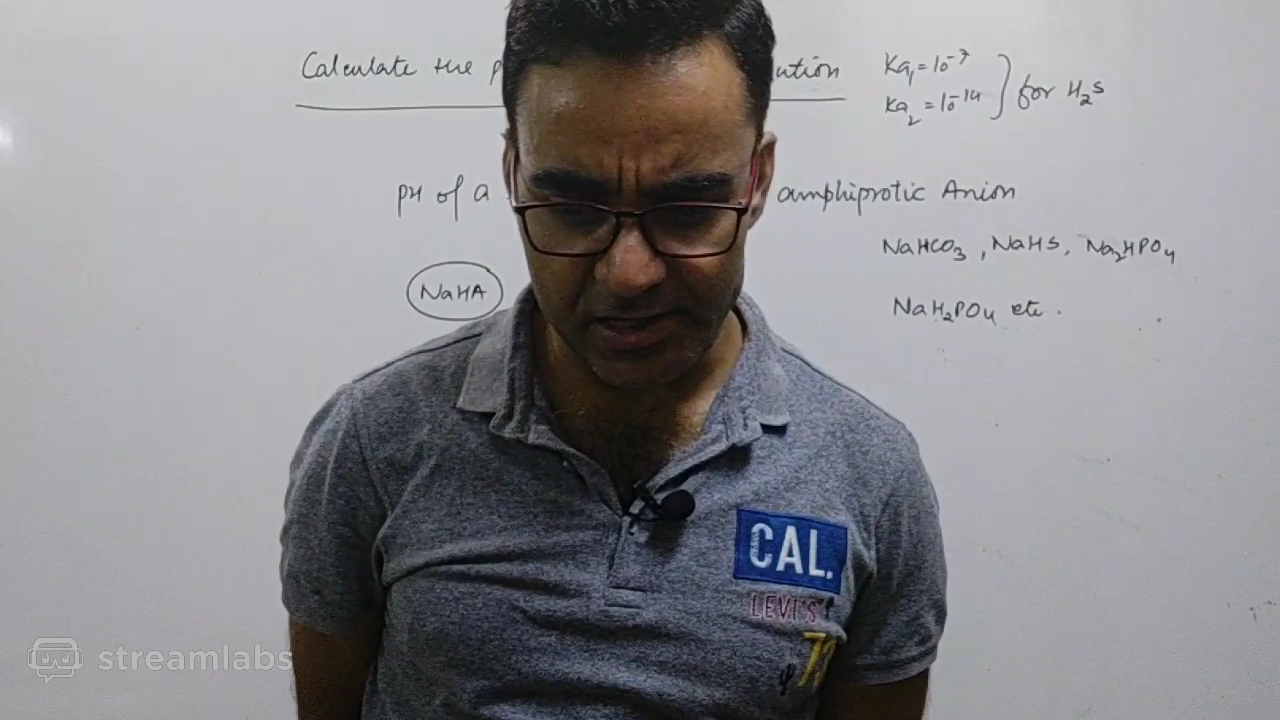 Calculate the p ution
Ka1 = 10⁻⁷
Ka2 = 10⁻¹⁴ } for H2S
pH of a amphiprotic Anion
NaHCO3, NaHS, Na2HPO4
NaHA
NaH2PO4 etc.
CAL.
LEVI'S
73
streamlabs